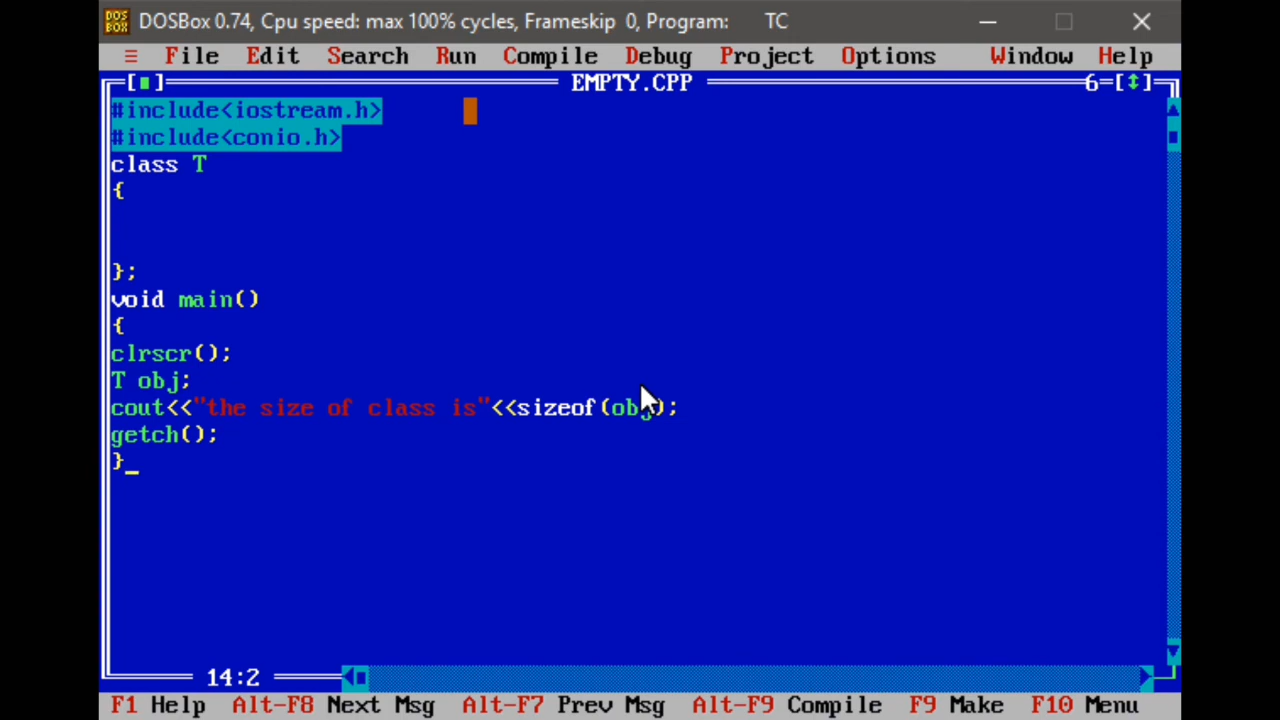 DOSBox 0.74, Cpu speed: max 100% cycles, Frameskip 0, Program: TC
≡ File Edit Search Run Compile Debug Project Options Window Help
[■] EMPTY.CPP 6=[↕]
#include<iostream.h>
#include<conio.h>
class T
{
};
void main()
{
clrscr();
T obj;
cout<<"the size of class is"<<sizeof(obj);
getch();
}_
14:2
F1 Help Alt-F8 Next Msg Alt-F7 Prev Msg Alt-F9 Compile F9 Make F10 Menu